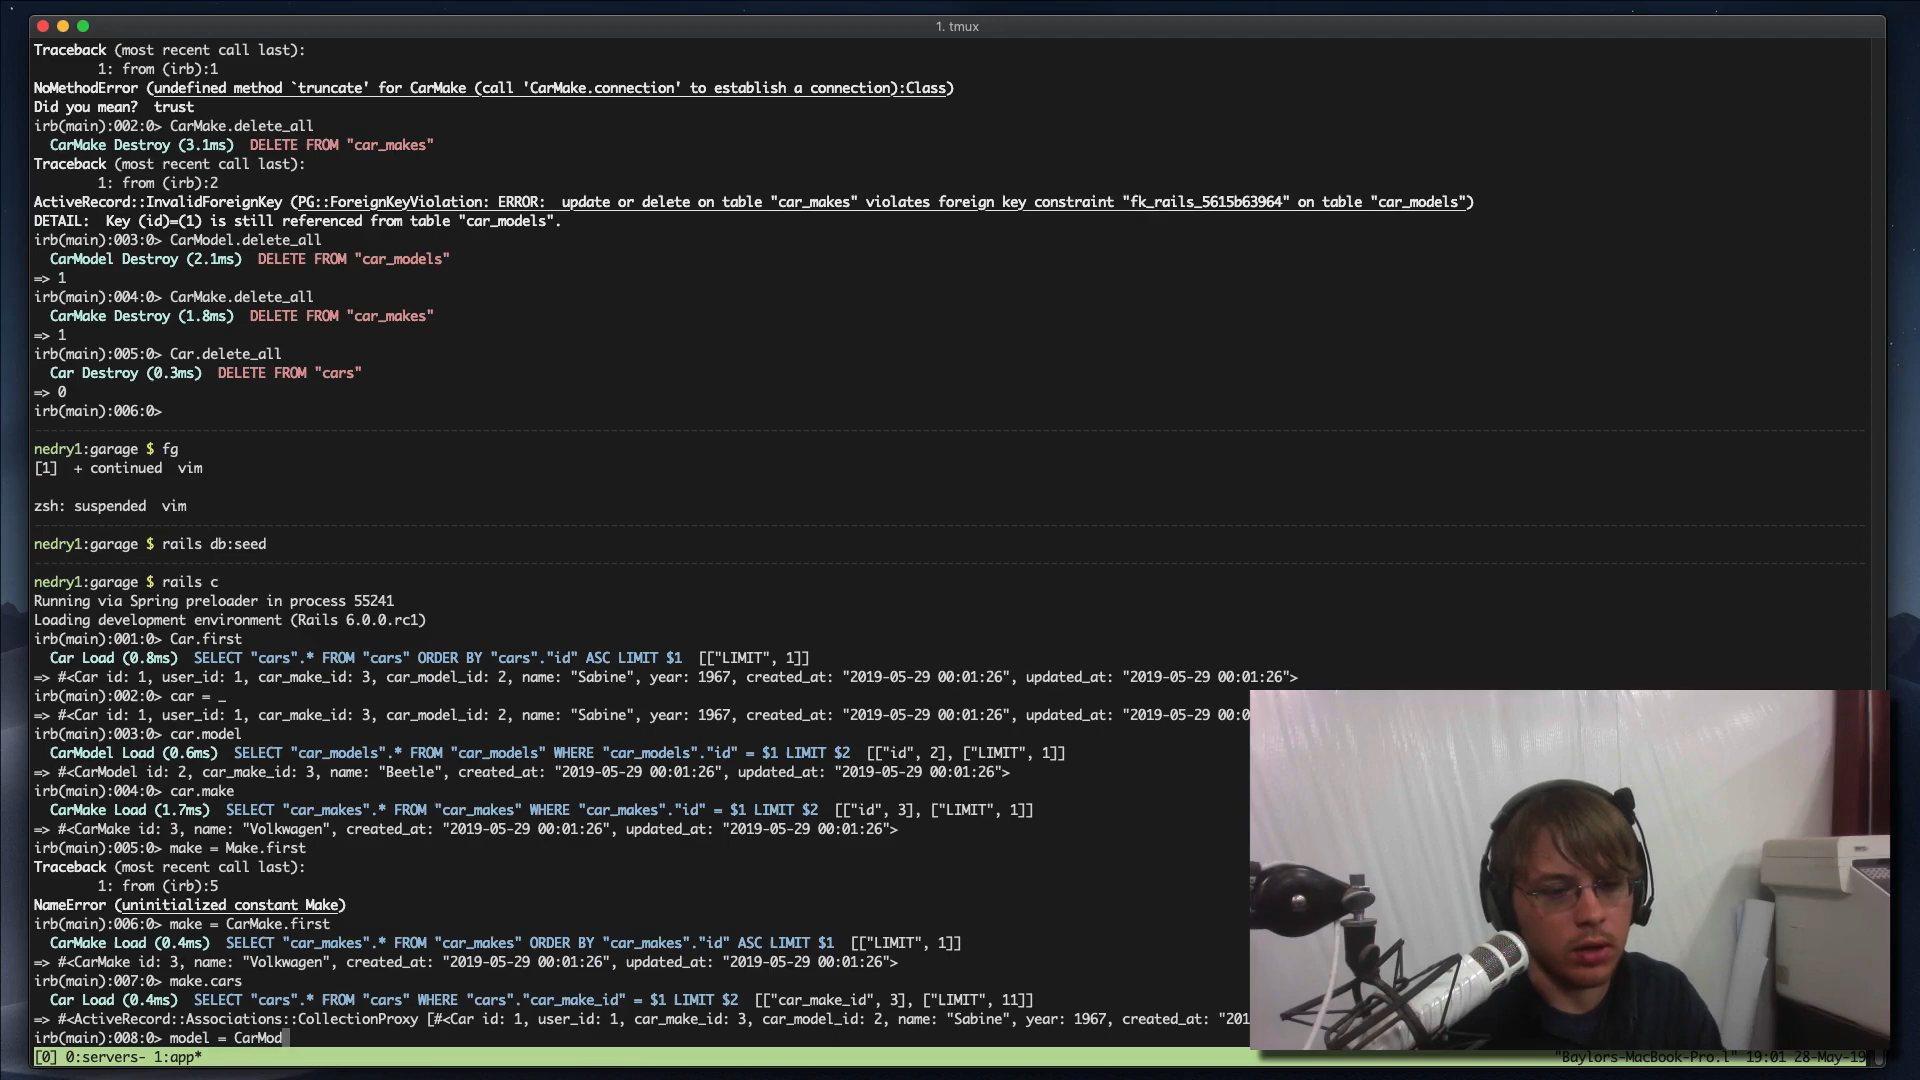 1. tmux
Traceback (most recent call last):
1: from (irb):1
NoMethodError (undefined method `truncate' for CarMake (call 'CarMake.connection' to establish a connection):Class)
Did you mean?  trust
irb(main):002:0> CarMake.delete_all
CarMake Destroy (3.1ms)  DELETE FROM "car_makes"
Traceback (most recent call last):
1: from (irb):2
ActiveRecord::InvalidForeignKey (PG::ForeignKeyViolation: ERROR:  update or delete on table "car_makes" violates foreign key constraint "fk_rails_5615b63964" on table "car_models")
DETAIL:  Key (id)=(1) is still referenced from table "car_models".
irb(main):003:0> CarModel.delete_all
CarModel Destroy (2.1ms)  DELETE FROM "car_models"
=> 1
irb(main):004:0> CarMake.delete_all
CarMake Destroy (1.8ms)  DELETE FROM "car_makes"
=> 1
irb(main):005:0> Car.delete_all
Car Destroy (0.3ms)  DELETE FROM "cars"
=> 0
irb(main):006:0>
nedry1:garage $ fg
[1]  + continued  vim
zsh: suspended  vim
nedry1:garage $ rails db:seed
nedry1:garage $ rails c
Running via Spring preloader in process 55241
Loading development environment (Rails 6.0.0.rc1)
irb(main):001:0> Car.first
Car Load (0.8ms)  SELECT "cars".* FROM "cars" ORDER BY "cars"."id" ASC LIMIT $1  [["LIMIT", 1]]
=> #<Car id: 1, user_id: 1, car_make_id: 3, car_model_id: 2, name: "Sabine", year: 1967, created_at: "2019-05-29 00:01:26", updated_at: "2019-05-29 00:01:26">
irb(main):002:0> car = _
=> #<Car id: 1, user_id: 1, car_make_id: 3, car_model_id: 2, name: "Sabine", year: 1967, created_at: "2019-05-29 00:01:26", updated_at: "2019-05-29 00:0
irb(main):003:0> car.model
CarModel Load (0.6ms)  SELECT "car_models".* FROM "car_models" WHERE "car_models"."id" = $1 LIMIT $2  [["id", 2], ["LIMIT", 1]]
=> #<CarModel id: 2, car_make_id: 3, name: "Beetle", created_at: "2019-05-29 00:01:26", updated_at: "2019-05-29 00:01:26">
irb(main):004:0> car.make
CarMake Load (1.7ms)  SELECT "car_makes".* FROM "car_makes" WHERE "car_makes"."id" = $1 LIMIT $2  [["id", 3], ["LIMIT", 1]]
=> #<CarMake id: 3, name: "Volkwagen", created_at: "2019-05-29 00:01:26", updated_at: "2019-05-29 00:01:26">
irb(main):005:0> make = Make.first
Traceback (most recent call last):
1: from (irb):5
NameError (uninitialized constant Make)
irb(main):006:0> make = CarMake.first
CarMake Load (0.4ms)  SELECT "car_makes".* FROM "car_makes" ORDER BY "car_makes"."id" ASC LIMIT $1  [["LIMIT", 1]]
=> #<CarMake id: 3, name: "Volkwagen", created_at: "2019-05-29 00:01:26", updated_at: "2019-05-29 00:01:26">
irb(main):007:0> make.cars
Car Load (0.4ms)  SELECT "cars".* FROM "cars" WHERE "cars"."car_make_id" = $1 LIMIT $2  [["car_make_id", 3], ["LIMIT", 11]]
=> #<ActiveRecord::Associations::CollectionProxy [#<Car id: 1, user_id: 1, car_make_id: 3, car_model_id: 2, name: "Sabine", year: 1967, created_at: "201
irb(main):008:0> model = CarMod
[0] 0:servers- 1:app* "Baylors-MacBook-Pro.l" 19:01 28-May-19